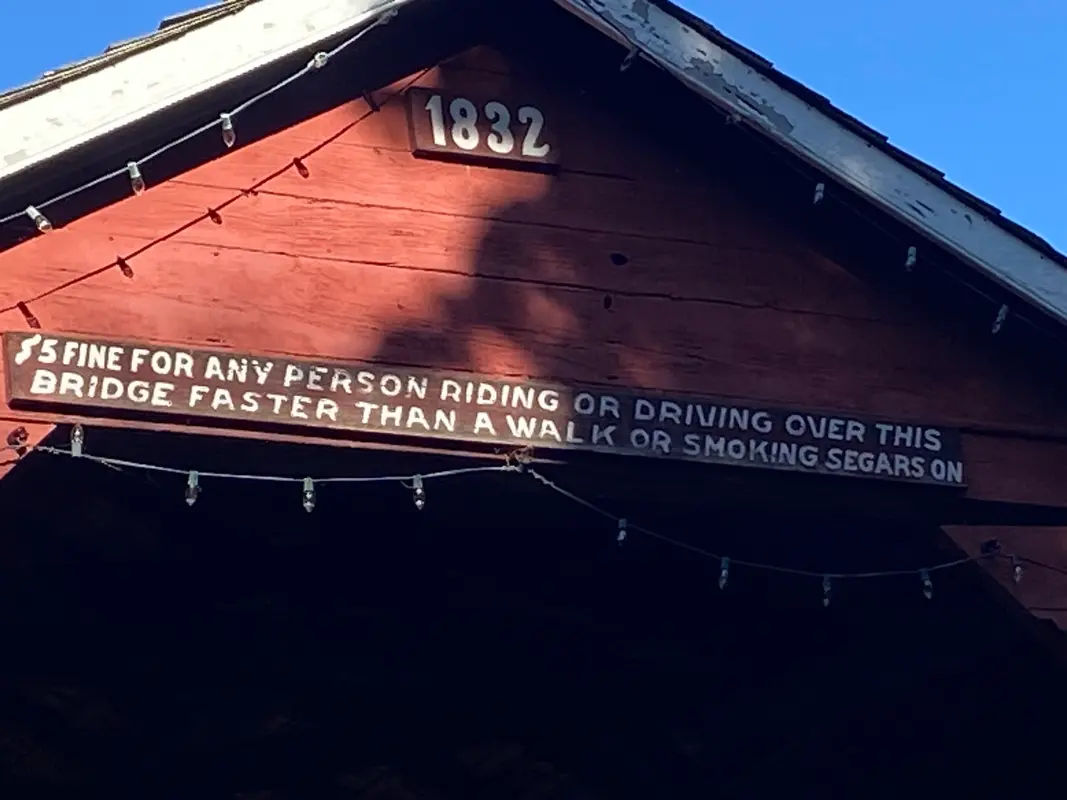 1832
$5 FINE FOR ANY PERSON RIDING OR DRIVING OVER THIS
BRIDGE FASTER THAN A WALK OR SMOKING SEGARS ON